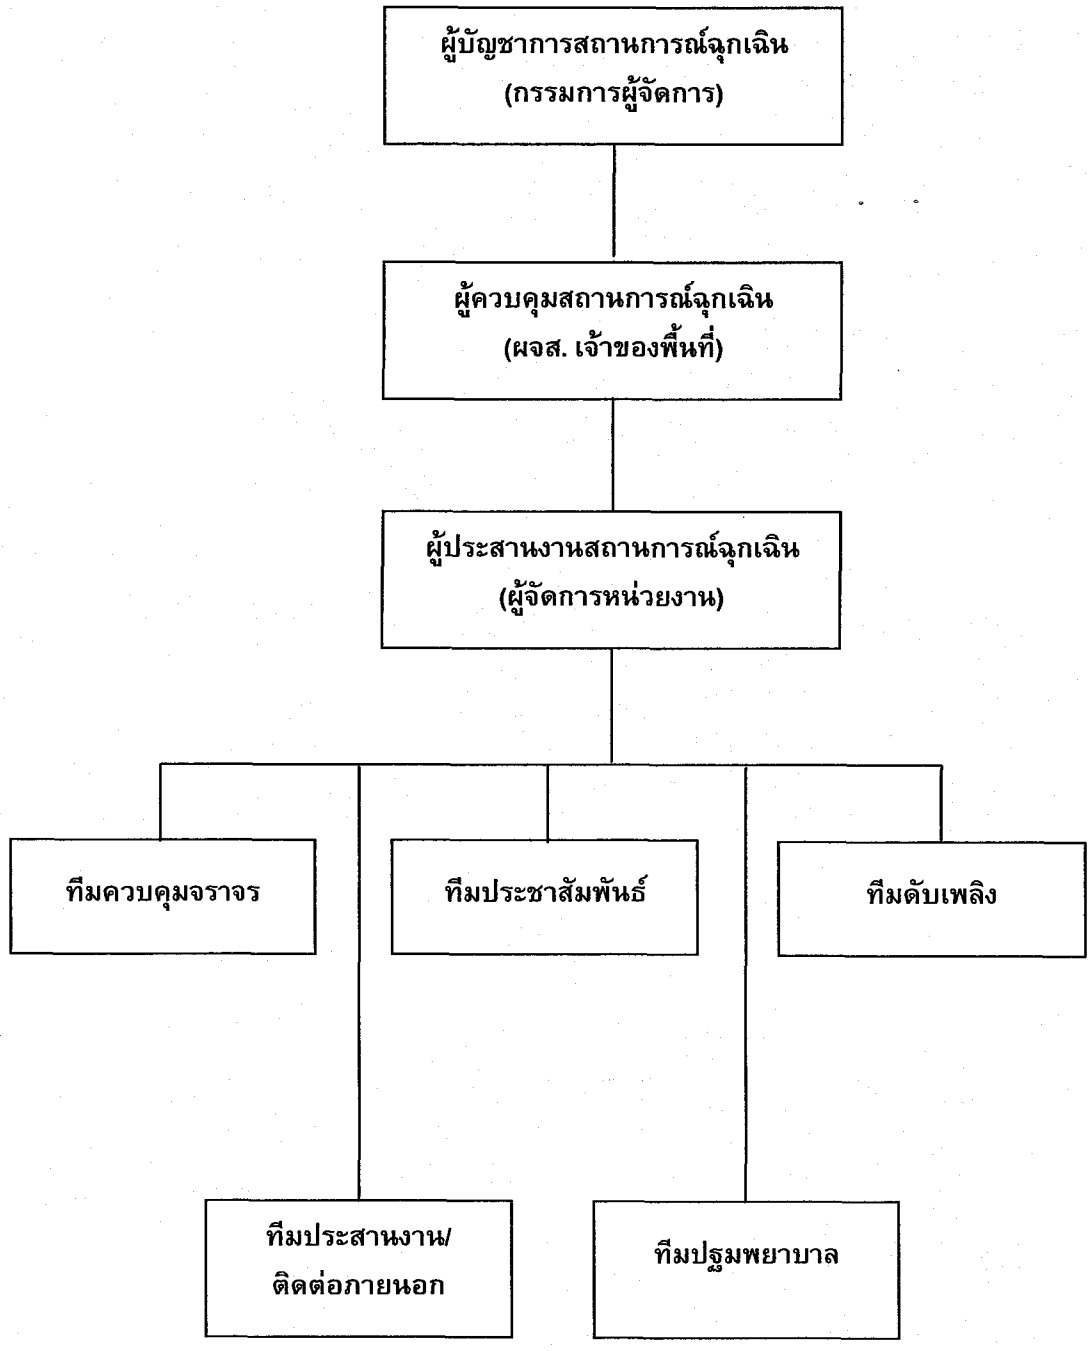 ผู้บัญชาการสถานการณ์ฉุกเฉิน
(กรรมการผู้จัดการ)
ผู้ควบคุมสถานการณ์ฉุกเฉิน
(ผจส. เจ้าของพื้นที่)
ผู้ประสานงานสถานการณ์ฉุกเฉิน
(ผู้จัดการหน่วยงาน)
ทีมควบคุมจราจร
ทีมประชาสัมพันธ์
ทีมดับเพลิง
ทีมประสานงาน/
ติดต่อภายนอก
ทีมปฐมพยาบาล